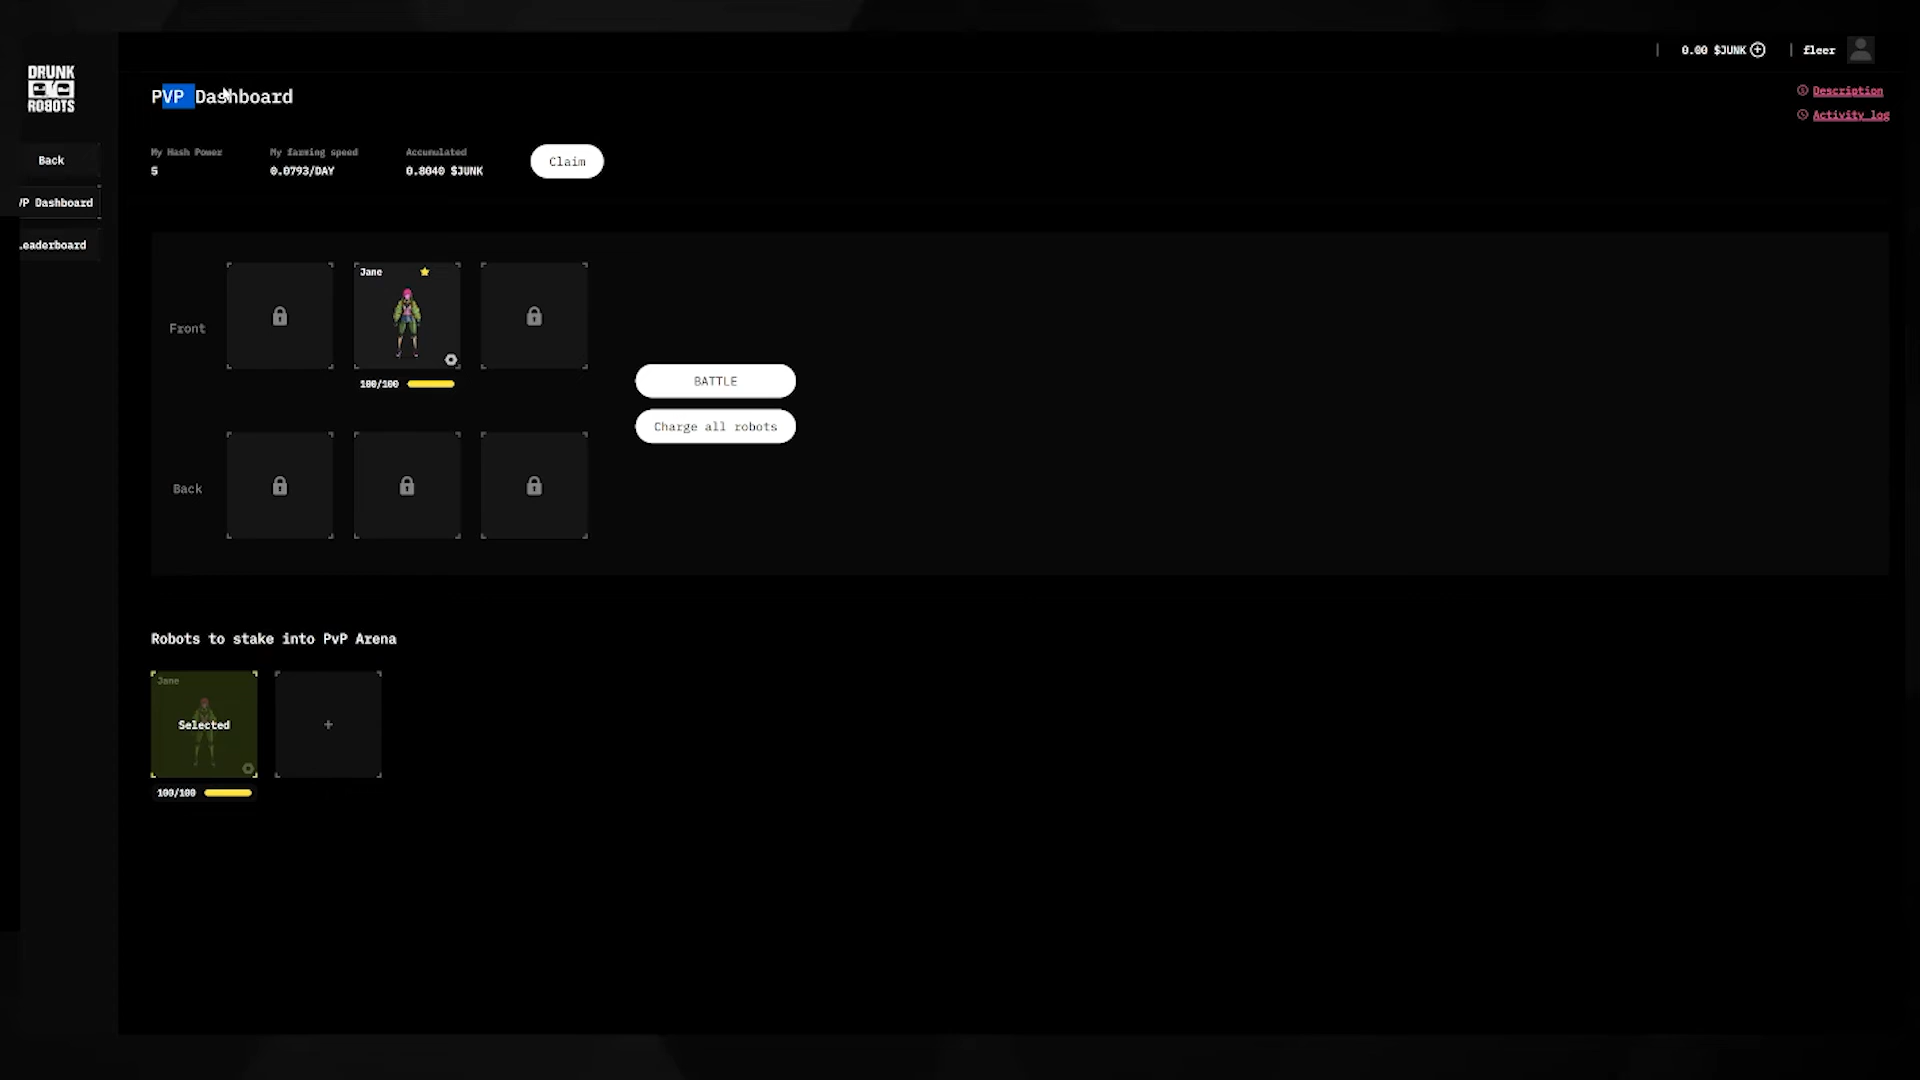 DRUNK
ROBOTS
0.00 $JUNK
fleer
PVP Dashboard
Description
Activity log
Back
VP Dashboard
Leaderboard
My Hash Power
5
My farming speed
0.0793/DAY
Accumulated
0.8040 $JUNK
Claim
Front
Jane
100/100
BATTLE
Charge all robots
Back
Robots to stake into PvP Arena
Jane
Selected
100/100